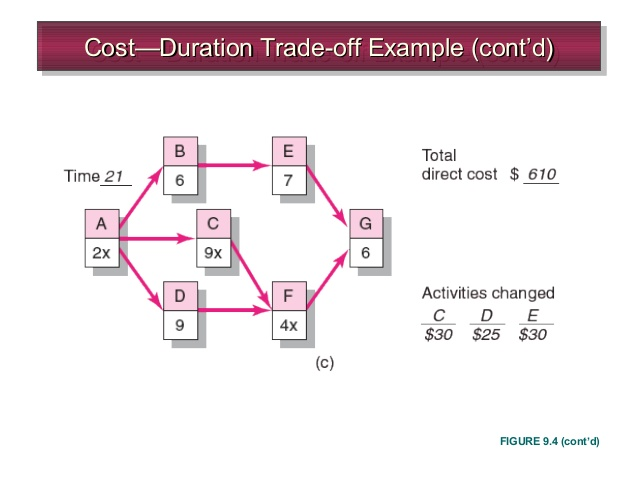 Cost—Duration Trade-off Example (cont’d)
Time 21
B
6
E
7
Total
direct cost $ 610
A
2x
C
9x
G
6
D
9
F
4x
Activities changed
C D E
$30 $25 $30
(c)
FIGURE 9.4 (cont’d)